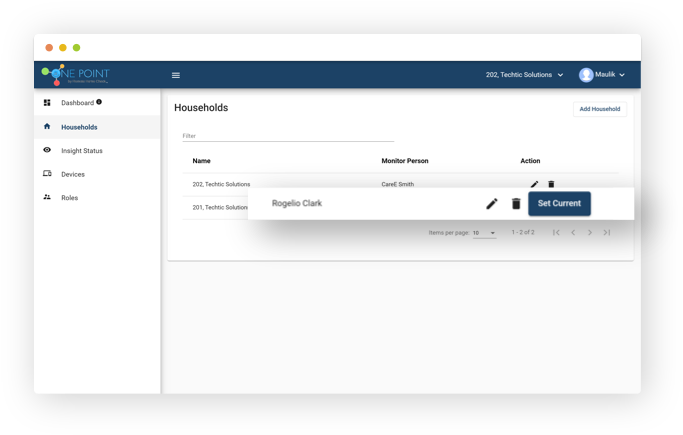 NE POINT
202, Techtic Solutions
Maulik
Dashboard
Households
Insight Status
Devices
Roles
Households
Add Household
Filter
Name Monitor Person Action
202, Techtic Solutions CareE Smith
201, Techtic Solution
Rogelio Clark Set Current
Items per page: 10 1 - 2 of 2